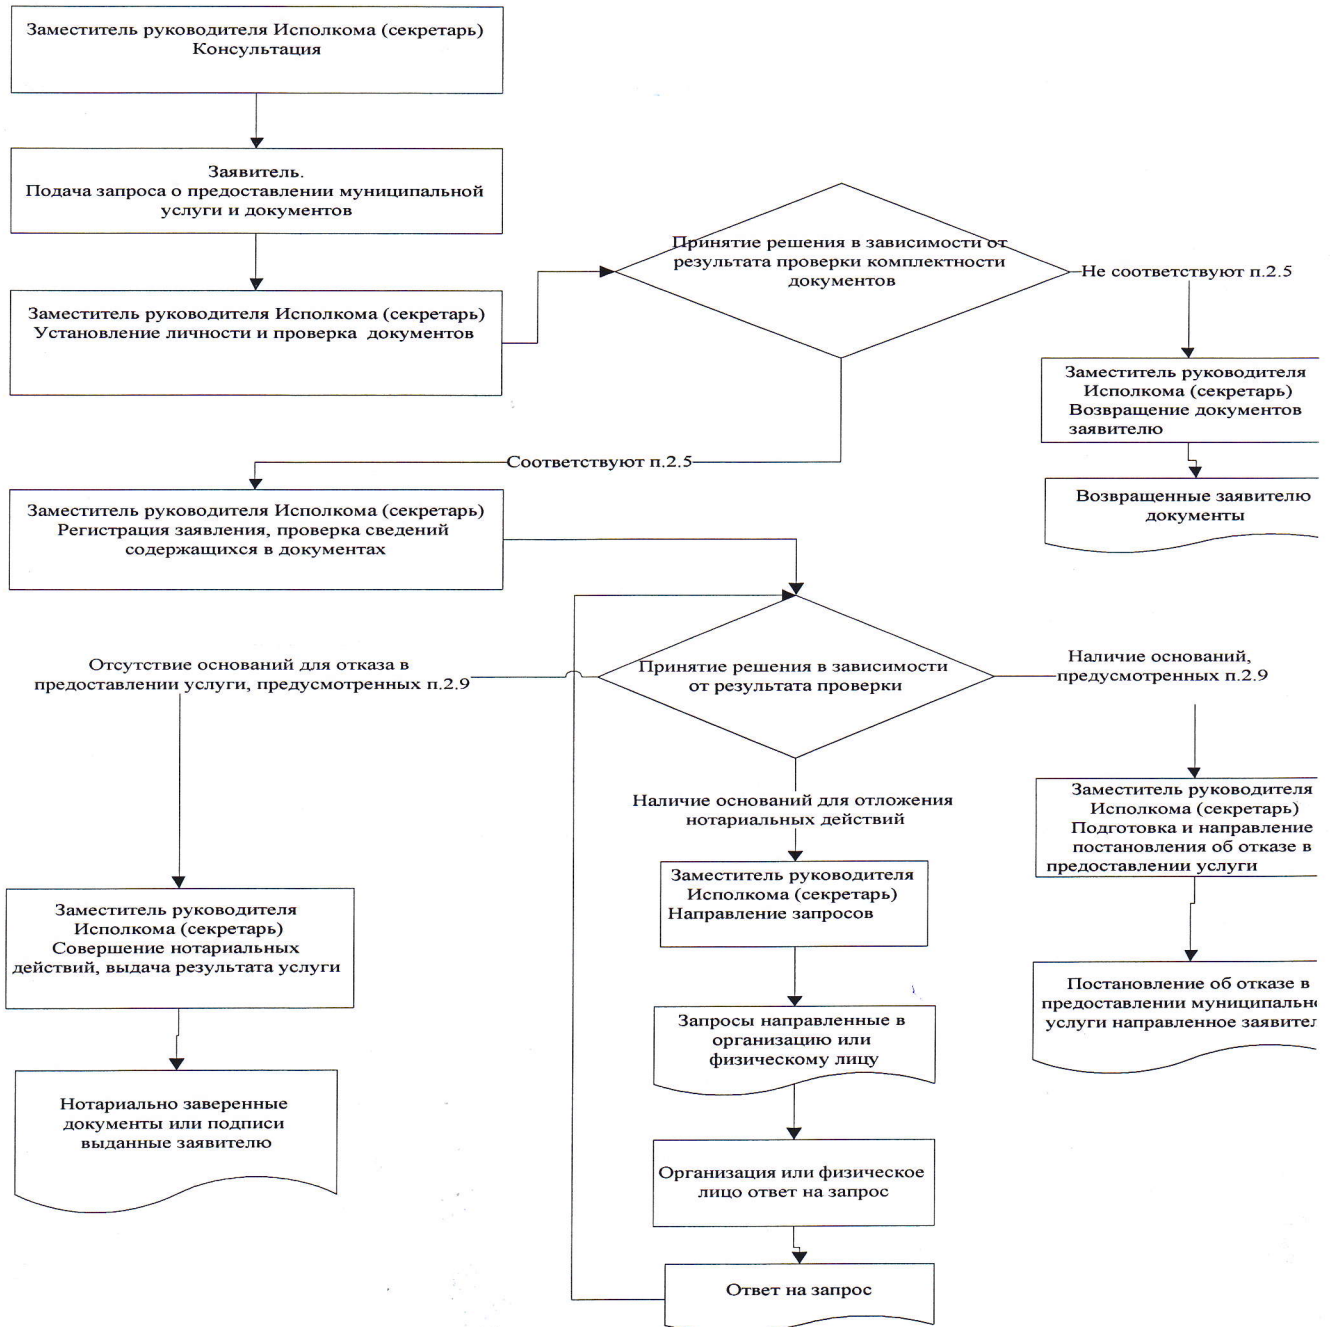 Заместитель руководителя Исполкома (секретарь)
Консультация
Заявитель.
Подача запроса о предоставлении муниципальной
услуги и документов
Заместитель руководителя Исполкома (секретарь)
Установление личности и проверка документов
Принятие решения в зависимости от
результата проверки комплектности
документов
Не соответствуют п.2.5
Заместитель руководителя
Исполкома (секретарь)
Возвращение документов
заявителю
Возвращенные заявителю
документы
Соответствуют п.2.5
Заместитель руководителя Исполкома (секретарь)
Регистрация заявления, проверка сведений
содержащихся в документах
Принятие решения в зависимости
от результата проверки
Отсутствие оснований для отказа в
предоставлении услуги, предусмотренных п.2.9
Наличие оснований,
предусмотренных п.2.9
Наличие оснований для отложения
нотариальных действий
Заместитель руководителя
Исполкома (секретарь)
Подготовка и направление
постановления об отказе в
предоставлении услуги
Заместитель руководителя
Исполкома (секретарь)
Направление запросов
Заместитель руководителя
Исполкома (секретарь)
Совершение нотариальных
действий, выдача результата услуги
Постановление об отказе в
предоставлении муниципально
услуги направленное заявител
Запросы направленные в
организацию или
физическому лицу
Нотариально заверенные
документы или подписи
выданные заявителю
Организация или физическое
лицо ответ на запрос
Ответ на запрос